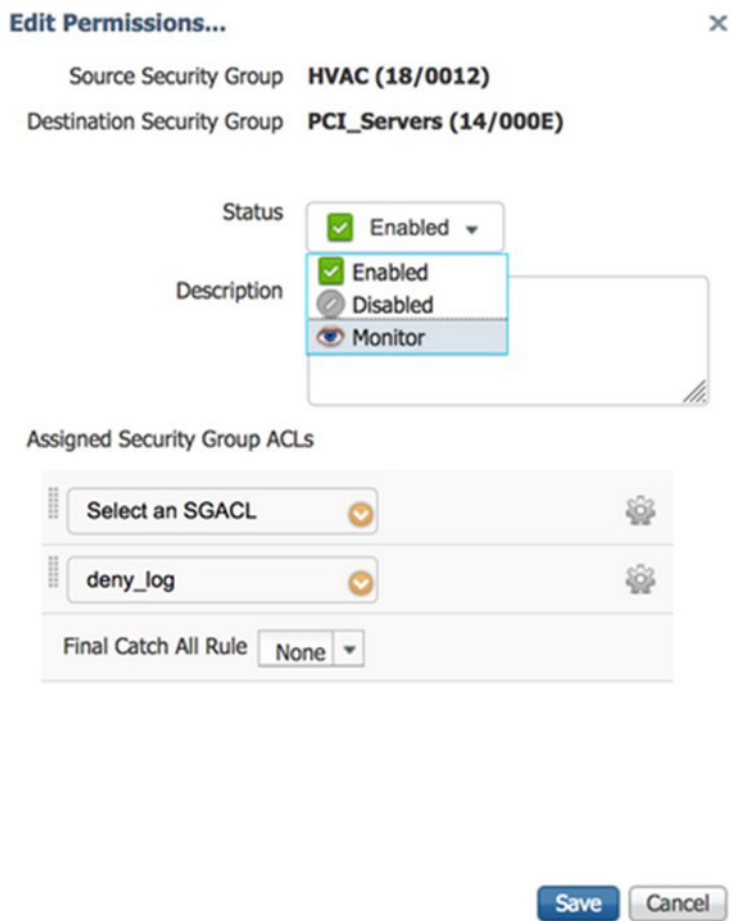 Edit Permissions...
Source Security Group HVAC (18/0012)
Destination Security Group PCI_Servers (14/000E)
Status Enabled
Enabled
Description
Disabled
Monitor
Assigned Security Group ACLs
Select an SGACL
deny_log
Final Catch All Rule None
Save Cancel